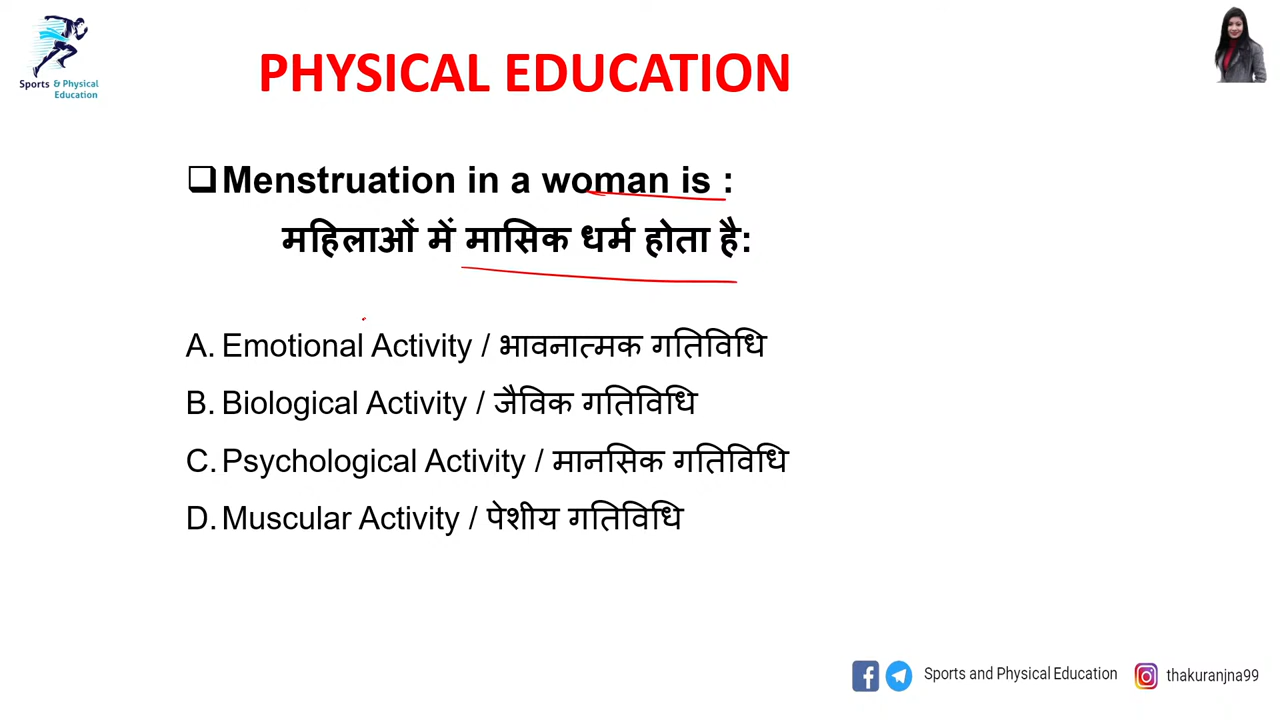 Sports & Physical
Education
PHYSICAL EDUCATION
Menstruation in a woman is :
महिलाओं में मासिक धर्म होता है:
A. Emotional Activity / भावनात्मक गतिविधि
B. Biological Activity / जैविक गतिविधि
C. Psychological Activity / मानसिक गतिविधि
D. Muscular Activity / पेशीय गतिविधि
Sports and Physical Education thakuranjna99